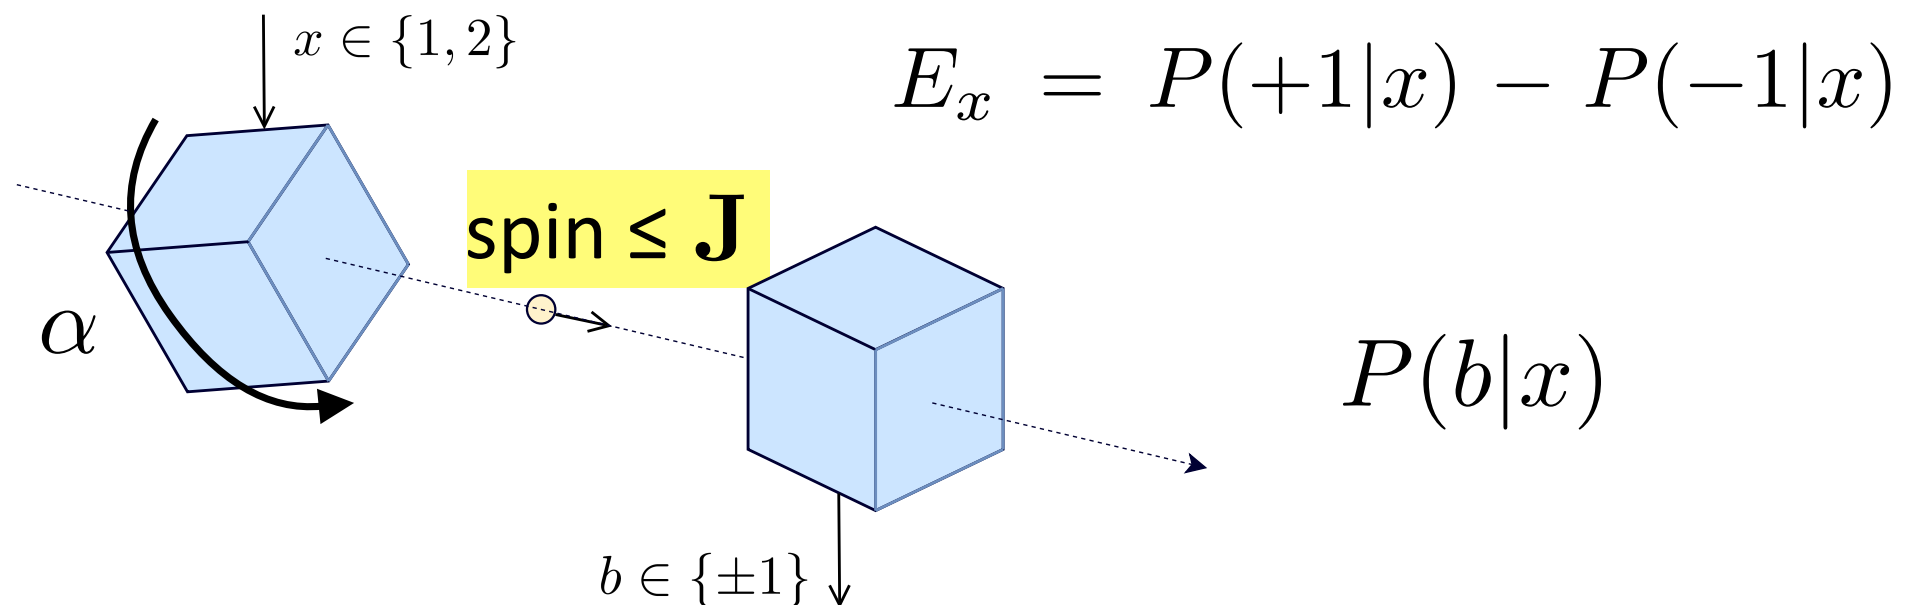 x ∈ {1, 2}
E_x = P(+1|x) − P(−1|x)
spin ≤ J
α
P(b|x)
b ∈ {±1}